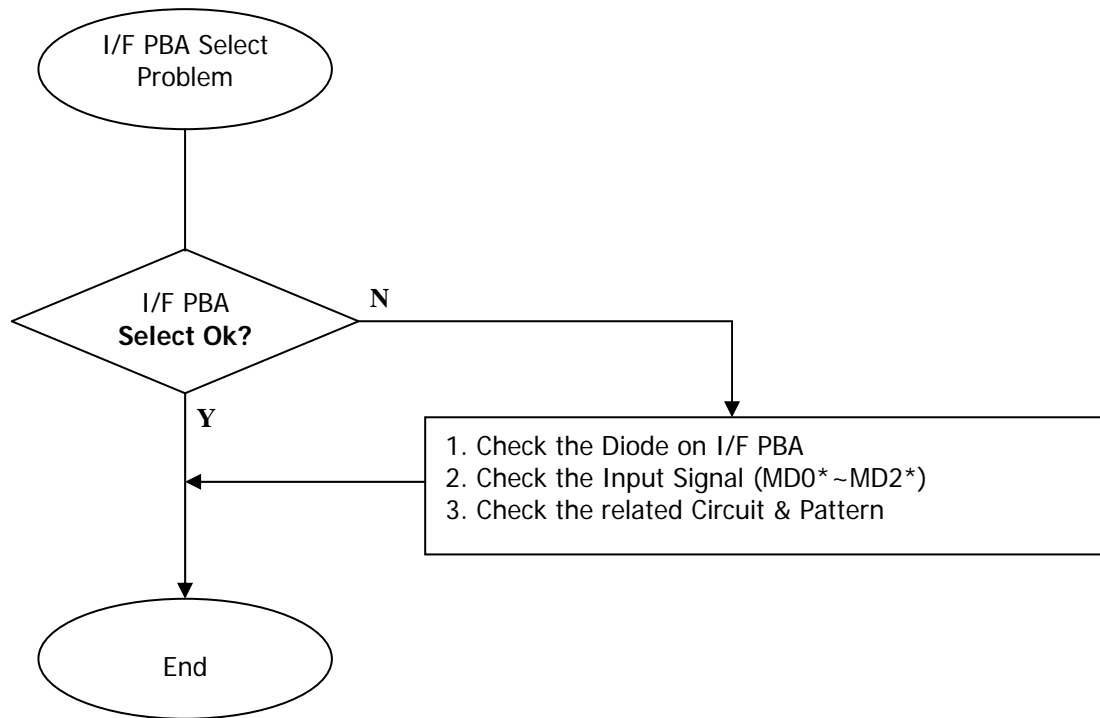 I/F PBA Select
Problem
I/F PBA
Select Ok?
N
Y
1. Check the Diode on I/F PBA
2. Check the Input Signal (MD0*~MD2*)
3. Check the related Circuit & Pattern
End